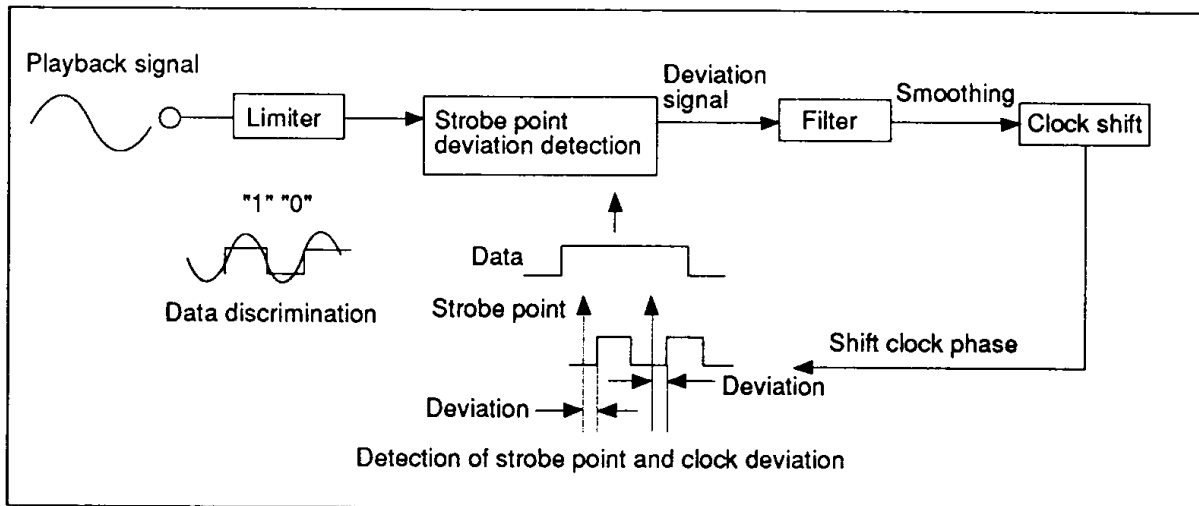 Playback signal
Limiter
Strobe point
deviation detection
Deviation
signal
Filter
Smoothing
Clock shift
"1" "0"
Data discrimination
Data
Strobe point
Shift clock phase
Deviation
Deviation
Detection of strobe point and clock deviation